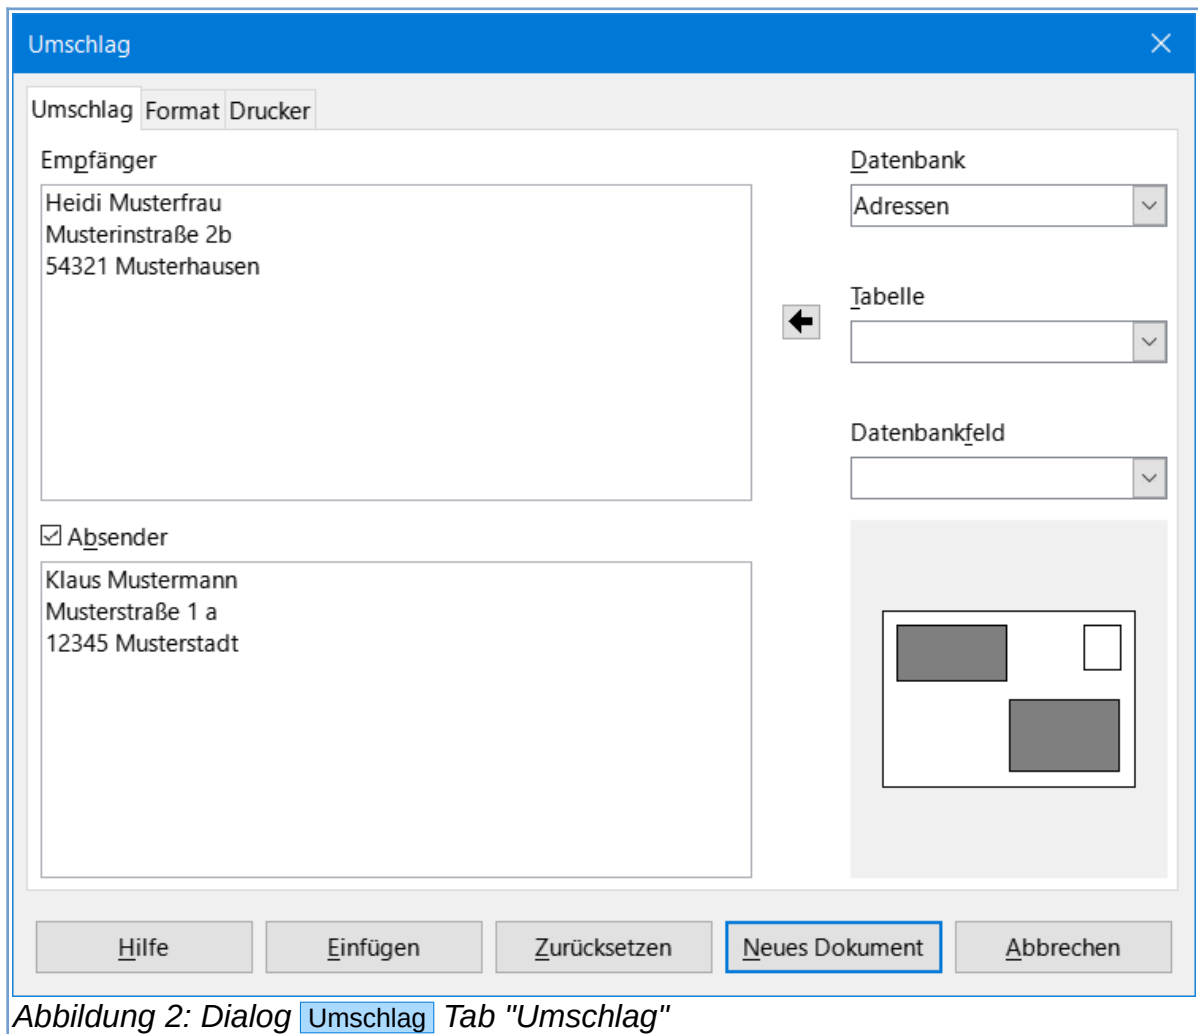 Umschlag
Umschlag Format Drucker
Empfänger
Heidi Musterfrau
Musterinstraße 2b
54321 Musterhausen
Datenbank
Adressen
Tabelle
Datenbankfeld
Absender
Klaus Mustermann
Musterstraße 1 a
12345 Musterstadt
Hilfe Einfügen Zurücksetzen Neues Dokument Abbrechen
Abbildung 2: Dialog Umschlag Tab "Umschlag"